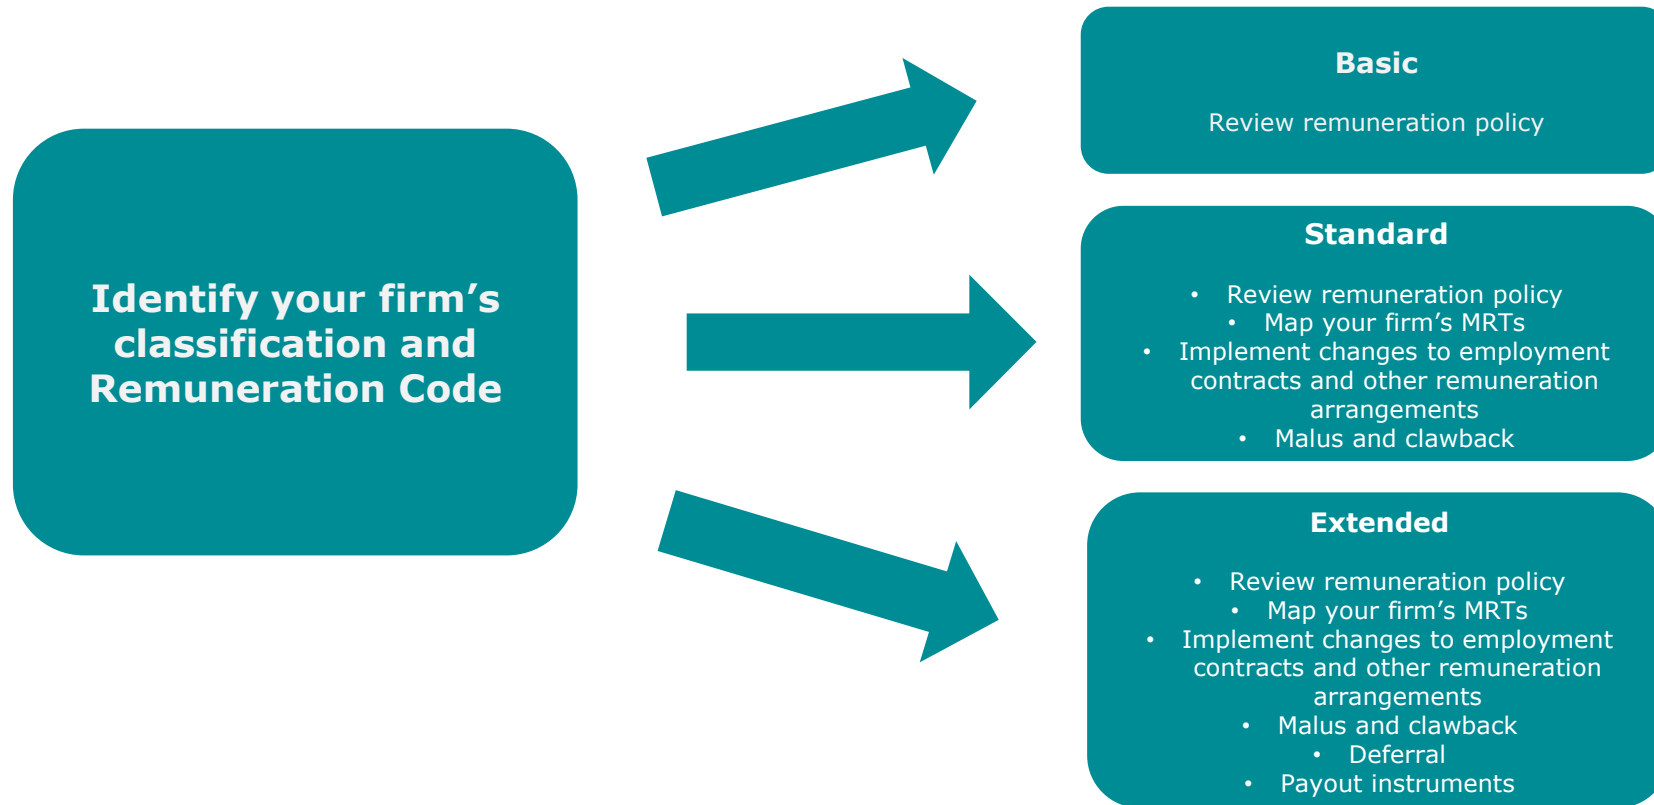 Identify your firm’s
classification and
Remuneration Code
Basic
Review remuneration policy
Standard
• Review remuneration policy
• Map your firm’s MRTs
• Implement changes to employment
contracts and other remuneration
arrangements
• Malus and clawback
Extended
• Review remuneration policy
• Map your firm’s MRTs
• Implement changes to employment
contracts and other remuneration
arrangements
• Malus and clawback
• Deferral
• Payout instruments